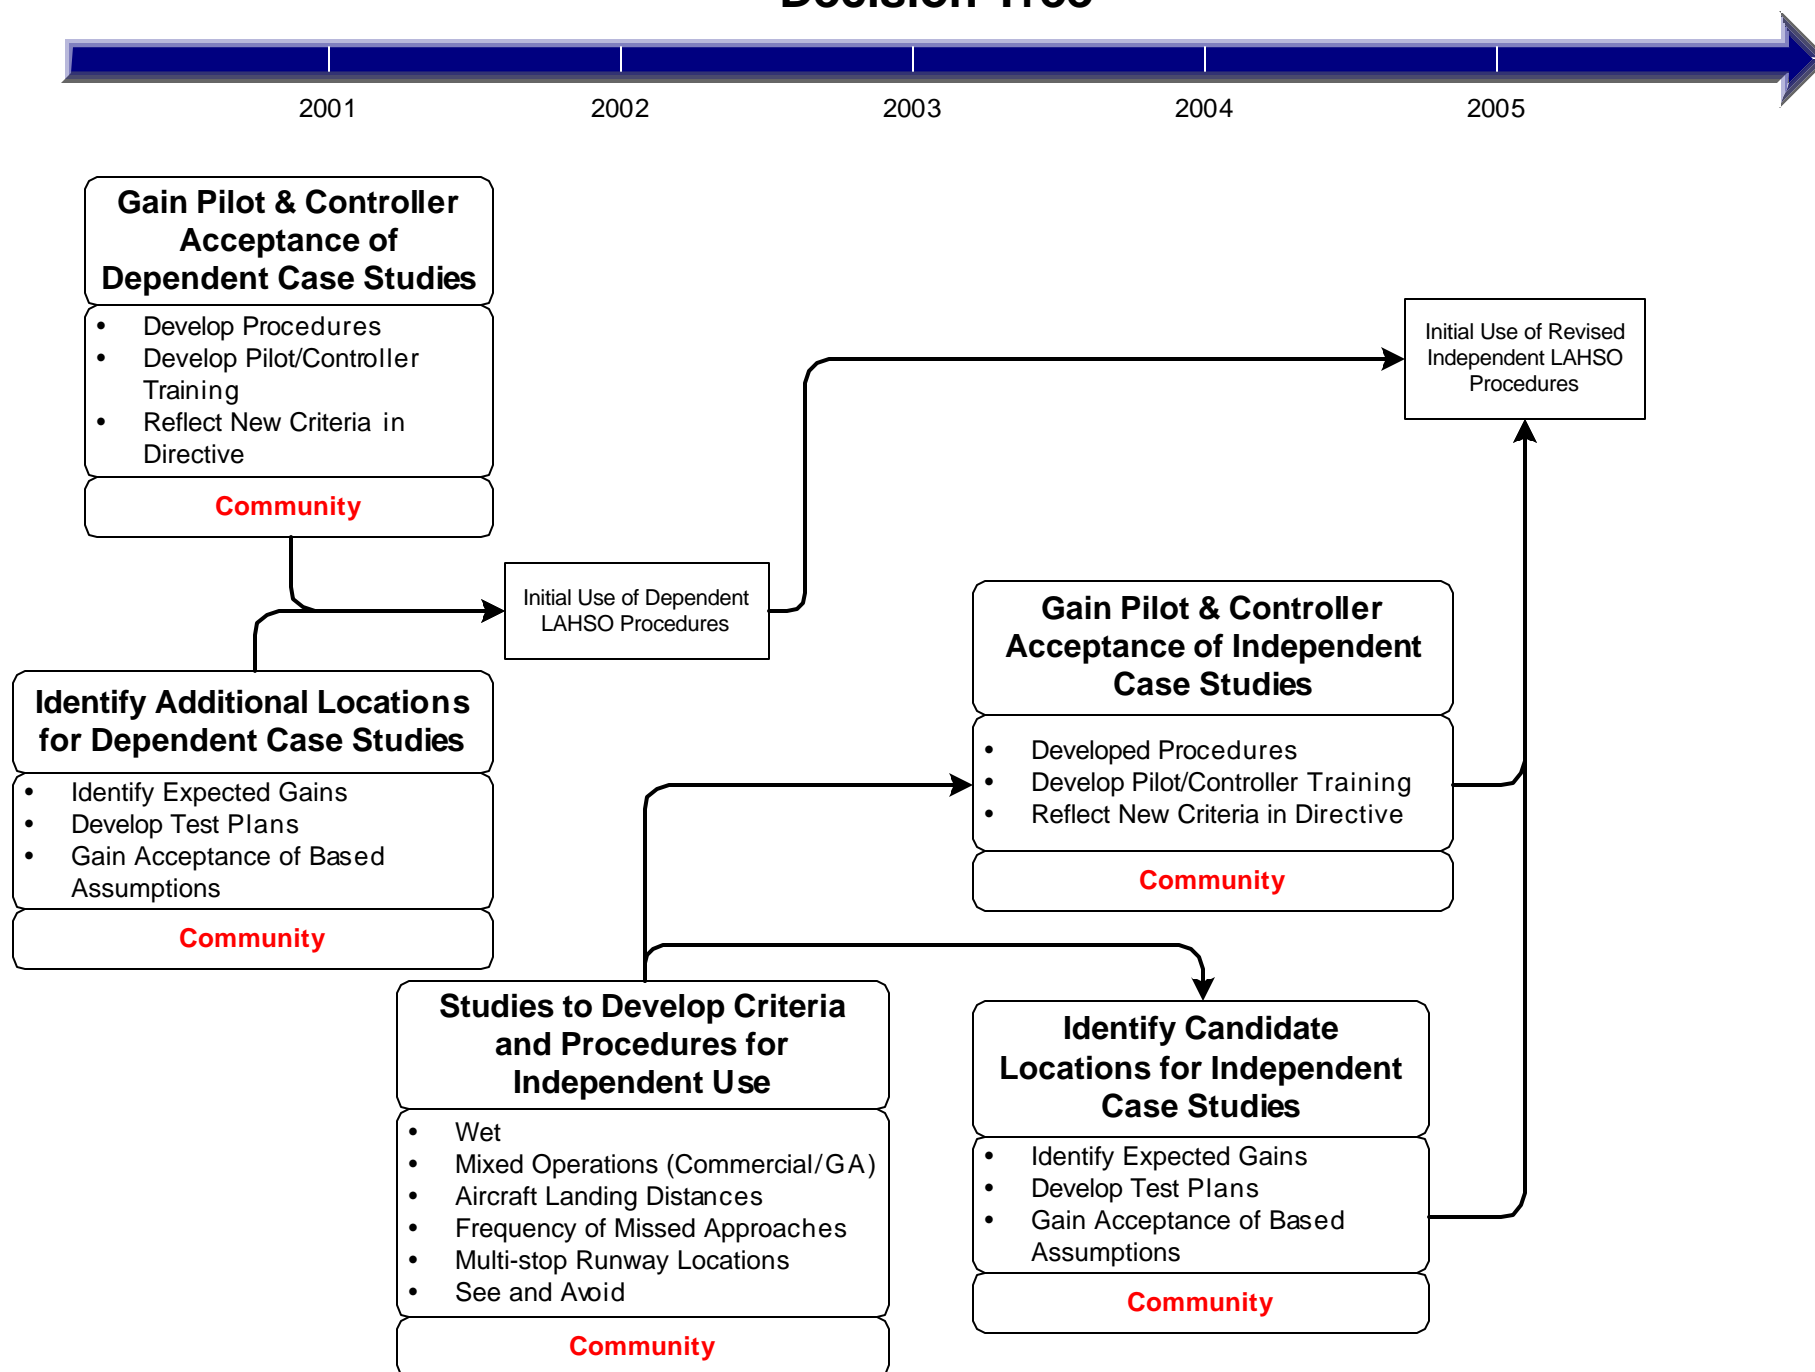 Decision Tree
2001 2002 2003 2004 2005
Gain Pilot & Controller
Acceptance of
Dependent Case Studies
• Develop Procedures
• Develop Pilot/Controller
Training
• Reflect New Criteria in
Directive
Community
Initial Use of Revised
Independent LAHSO
Procedures
Initial Use of Dependent
LAHSO Procedures
Identify Additional Locations
for Dependent Case Studies
• Identify Expected Gains
• Develop Test Plans
• Gain Acceptance of Based
Assumptions
Community
Gain Pilot & Controller
Acceptance of Independent
Case Studies
• Developed Procedures
• Develop Pilot/Controller Training
• Reflect New Criteria in Directive
Community
Studies to Develop Criteria
and Procedures for
Independent Use
• Wet
• Mixed Operations (Commercial/GA)
• Aircraft Landing Distances
• Frequency of Missed Approaches
• Multi-stop Runway Locations
• See and Avoid
Community
Identify Candidate
Locations for Independent
Case Studies
• Identify Expected Gains
• Develop Test Plans
• Gain Acceptance of Based
Assumptions
Community